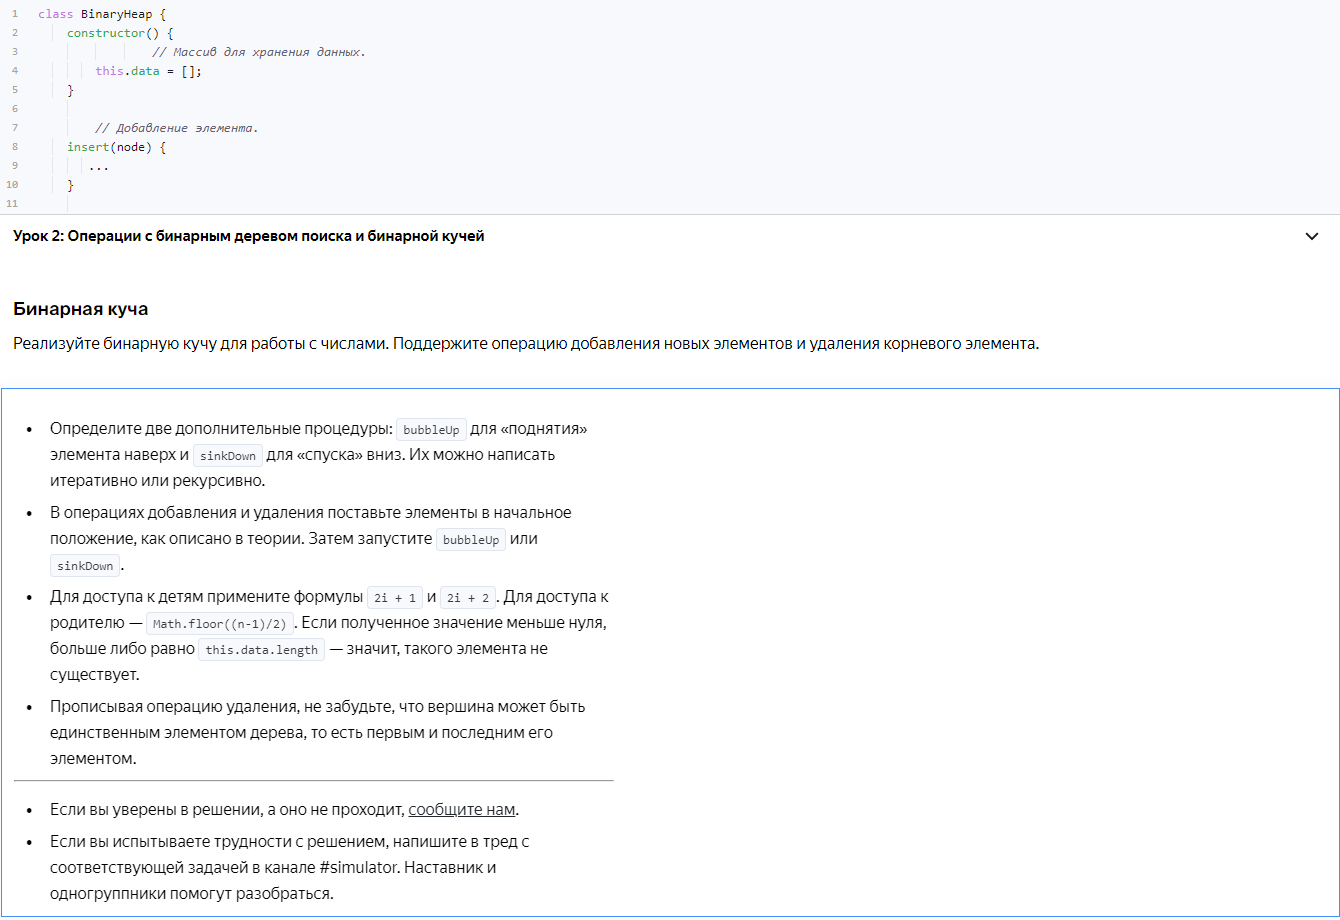 1 class BinaryHeap {
2 constructor() {
3 // Массив для хранения данных.
4 this.data = [];
5 }
6
7 // Добавление элемента.
8 insert(node) {
9 ...
10 }
11
Урок 2: Операции с бинарным деревом поиска и бинарной кучей
Бинарная куча
Реализуйте бинарную кучу для работы с числами. Поддержите операцию добавления новых элементов и удаления корневого элемента.
• Определите две дополнительные процедуры: bubbleUp для «поднятия»
элемента наверх и sinkDown для «спуска» вниз. Их можно написать
итеративно или рекурсивно.
• В операциях добавления и удаления поставьте элементы в начальное
положение, как описано в теории. Затем запустите bubbleUp или
sinkDown.
• Для доступа к детям примените формулы 2i + 1 и 2i + 2. Для доступа к
родителю — Math.floor((n-1)/2). Если полученное значение меньше нуля,
больше либо равно this.data.length — значит, такого элемента не
существует.
• Прописывая операцию удаления, не забудьте, что вершина может быть
единственным элементом дерева, то есть первым и последним его
элементом.
• Если вы уверены в решении, а оно не проходит, сообщите нам.
• Если вы испытываете трудности с решением, напишите в тред с
соответствующей задачей в канале #simulator. Наставник и
одногруппники помогут разобраться.